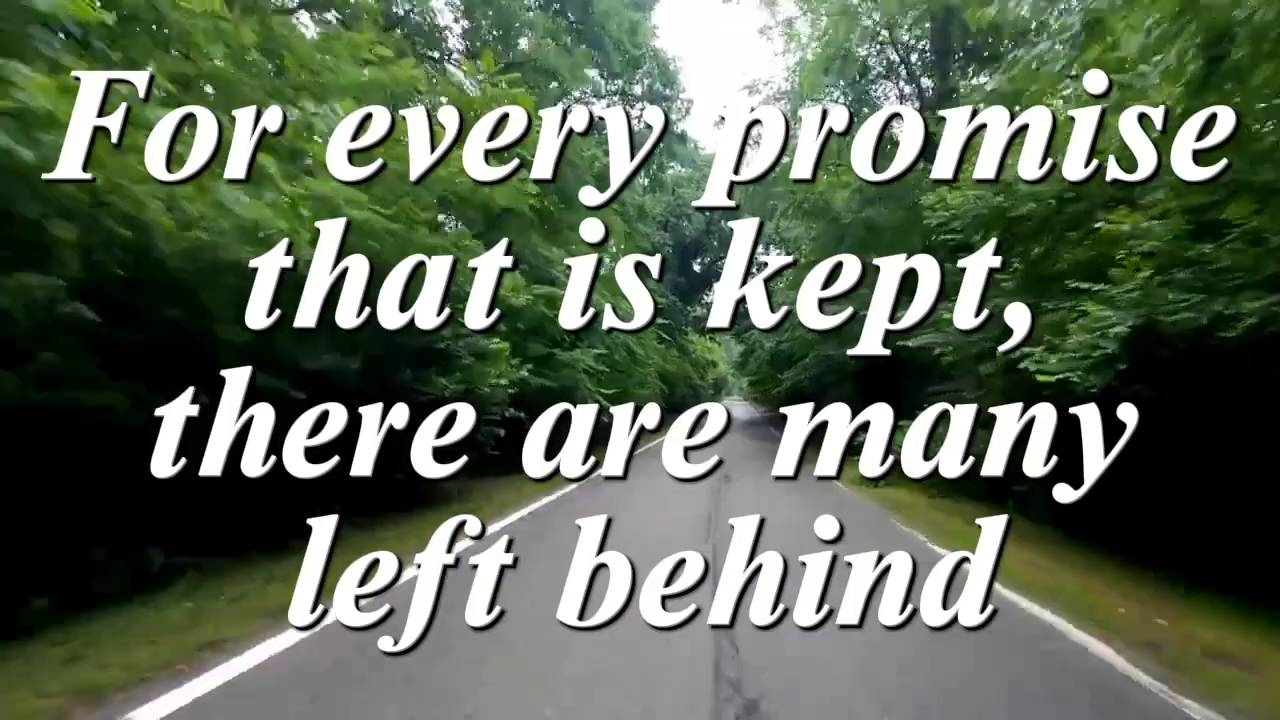 For every promise
that is kept,
there are many
left behind